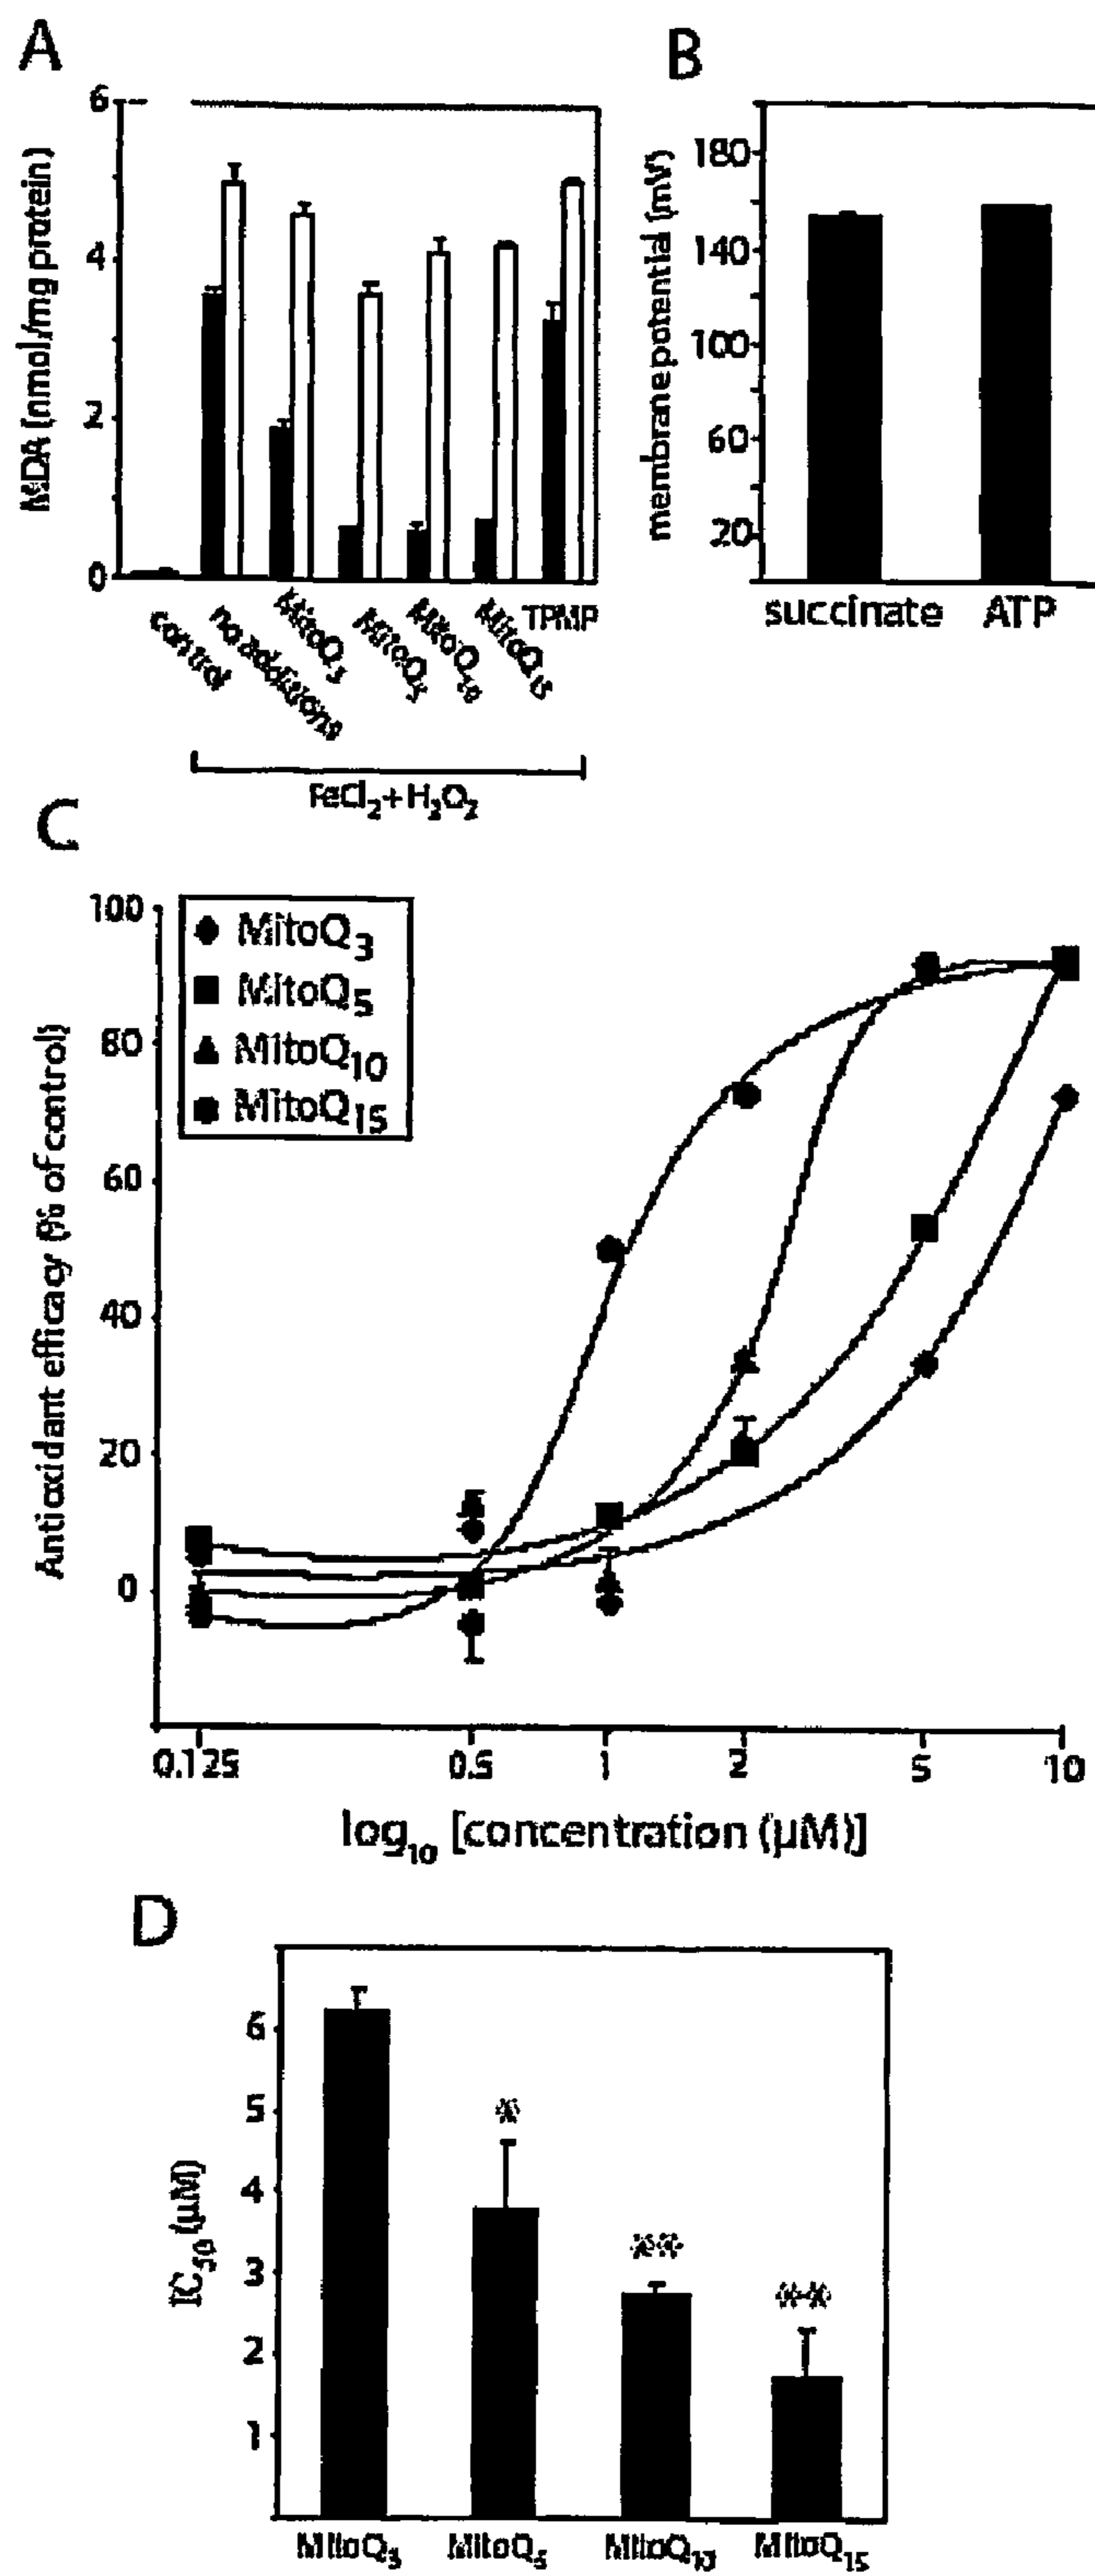 A
MDA (nmol/mg protein)
6
4
2
0
control
no additions
MitoQ3
MitoQ5
MitoQ10
MitoQ15
TPMP
FeCl2+H2O2
B
membrane potential (mV)
180
140
100
60
20
succinate
ATP
C
Antioxidant efficacy (% of control)
100
80
60
40
20
0
MitoQ3
MitoQ5
MitoQ10
MitoQ15
0.125
0.5
1
2
5
10
log10 [concentration (µM)]
D
IC50 (µM)
6
5
4
3
2
1
*
**
**
MitoQ3
MitoQ5
MitoQ10
MitoQ15